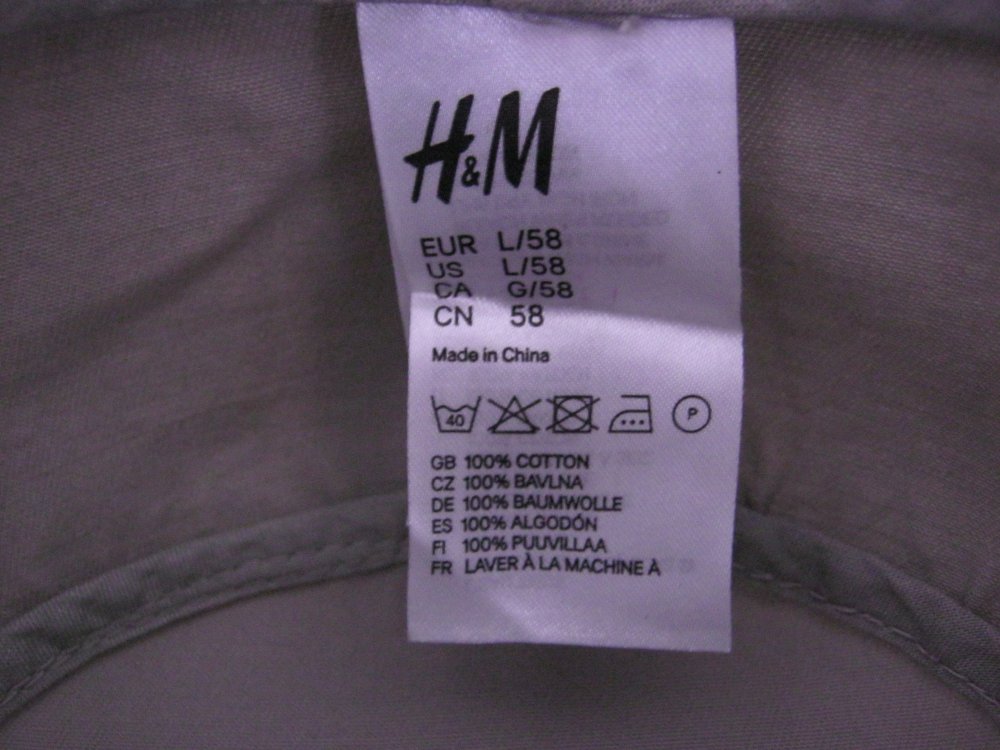 H&M
EUR L/58
US L/58
CA G/58
CN 58
Made in China
40 P
GB 100% COTTON
CZ 100% BAVLNA
DE 100% BAUMWOLLE
ES 100% ALGODÓN
FI 100% PUUVILLAA
FR LAVER À LA MACHINE À